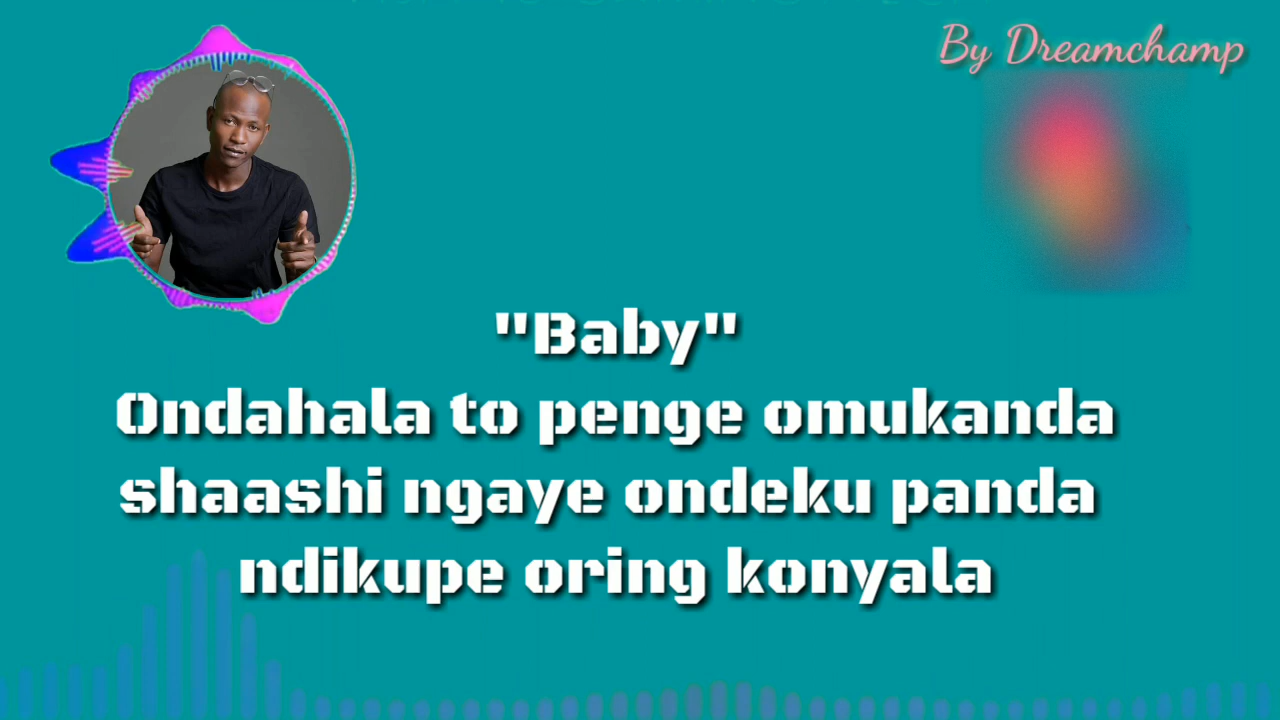 By Dreamchamp
"Baby"
Ondahala to penge omukanda
shaashi ngaye ondeku panda
ndikupe oring konyala